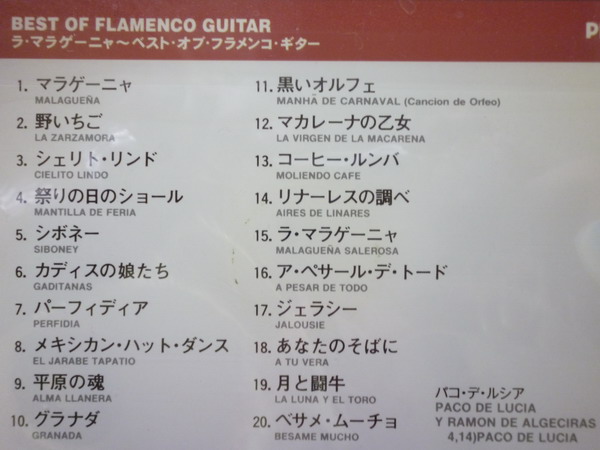 BEST OF FLAMENCO GUITAR
ラ・マラゲーニャ〜ベスト・オブ・フラメンコ・ギター
1. マラゲーニャ
MALAGUEÑA
2. 野いちご
LA ZARZAMORA
3. シェリト・リンド
CIELITO LINDO
4. 祭りの日のショール
MANTILLA DE FERIA
5. シボネー
SIBONEY
6. カディスの娘たち
GADITANAS
7. パーフィディア
PERFIDIA
8. メキシカン・ハット・ダンス
EL JARABE TAPATIO
9. 平原の魂
ALMA LLANERA
10. グラナダ
GRANADA
11. 黒いオルフェ
MANHÃ DE CARNAVAL (Cancion de Orfeo)
12. マカレーナの乙女
LA VIRGEN DE LA MACARENA
13. コーヒー・ルンバ
MOLIENDO CAFE
14. リナーレスの調べ
AIRES DE LINARES
15. ラ・マラゲーニャ
MALAGUEÑA SALEROSA
16. ア・ペサール・デ・トード
A PESAR DE TODO
17. ジェラシー
JALOUSIE
18. あなたのそばに
A TU VERA
19. 月と闘牛
LA LUNA Y EL TORO
20. ベサメ・ムーチョ
BESAME MUCHO
パコ・デ・ルシア
PACO DE LUCIA
Y RAMON DE ALGECIRAS
4,14)PACO DE LUCIA